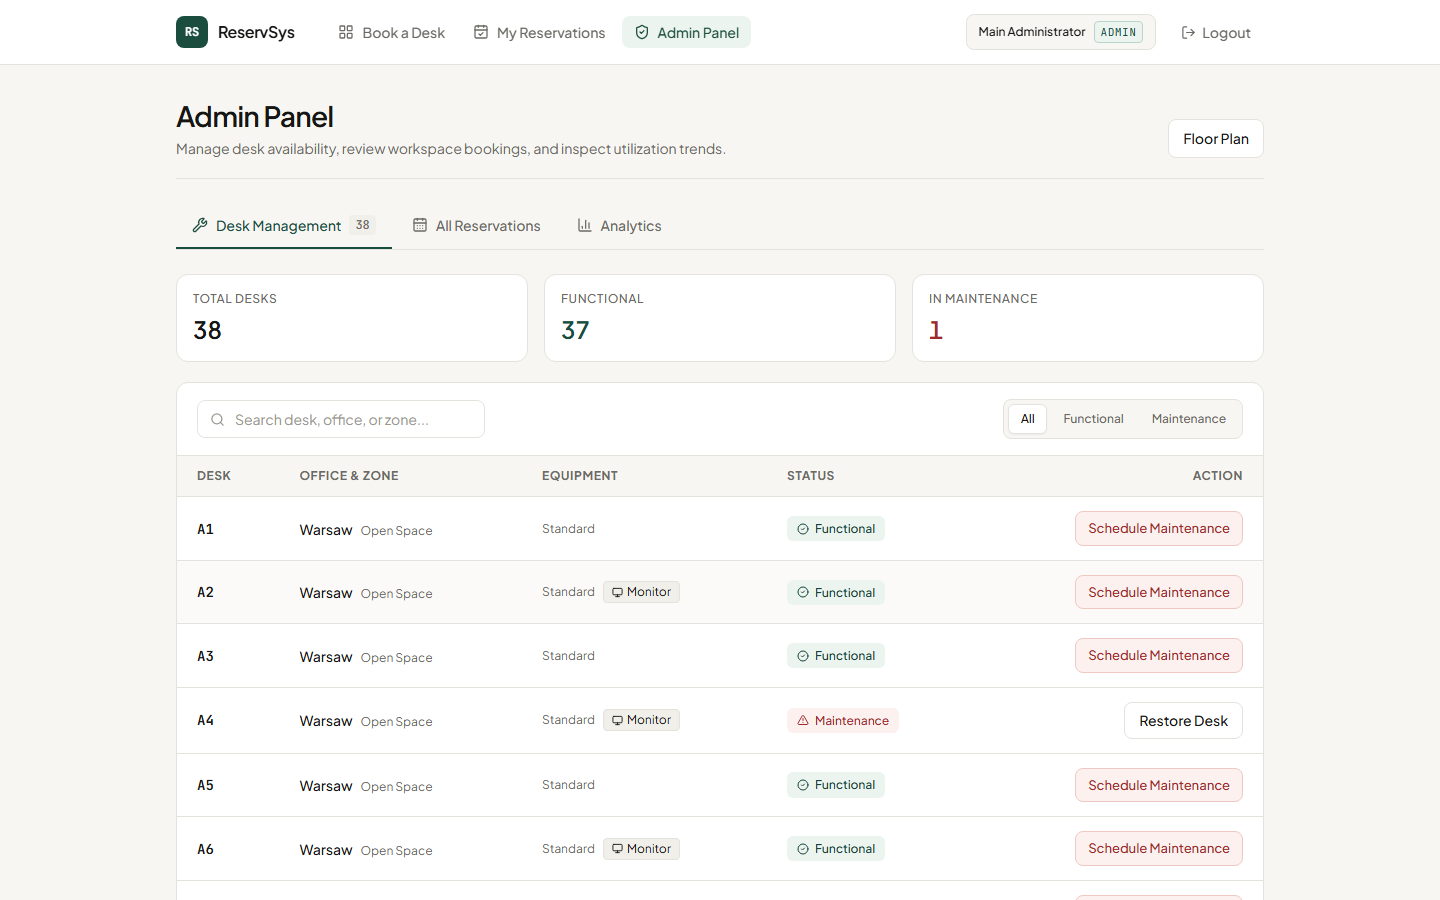 RS ReservSys Book a Desk My Reservations Admin Panel Main Administrator ADMIN Logout
Admin Panel
Manage desk availability, review workspace bookings, and inspect utilization trends.
Floor Plan
Desk Management 38 All Reservations Analytics
TOTAL DESKS FUNCTIONAL IN MAINTENANCE
38 37 1
Search desk, office, or zone... All Functional Maintenance
DESK OFFICE & ZONE EQUIPMENT STATUS ACTION
A1 Warsaw Open Space Standard Functional Schedule Maintenance
A2 Warsaw Open Space Standard Monitor Functional Schedule Maintenance
A3 Warsaw Open Space Standard Functional Schedule Maintenance
A4 Warsaw Open Space Standard Monitor Maintenance Restore Desk
A5 Warsaw Open Space Standard Functional Schedule Maintenance
A6 Warsaw Open Space Standard Monitor Functional Schedule Maintenance